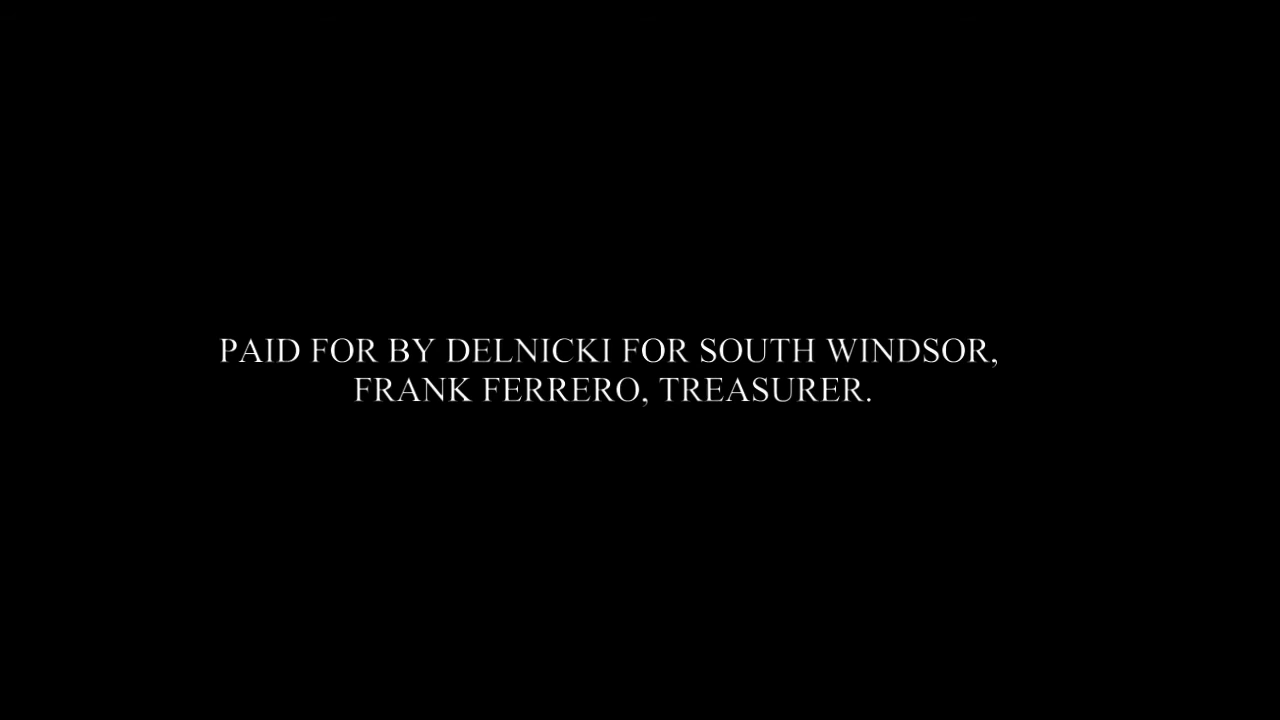 PAID FOR BY DELNICKI FOR SOUTH WINDSOR,
FRANK FERRERO, TREASURER.